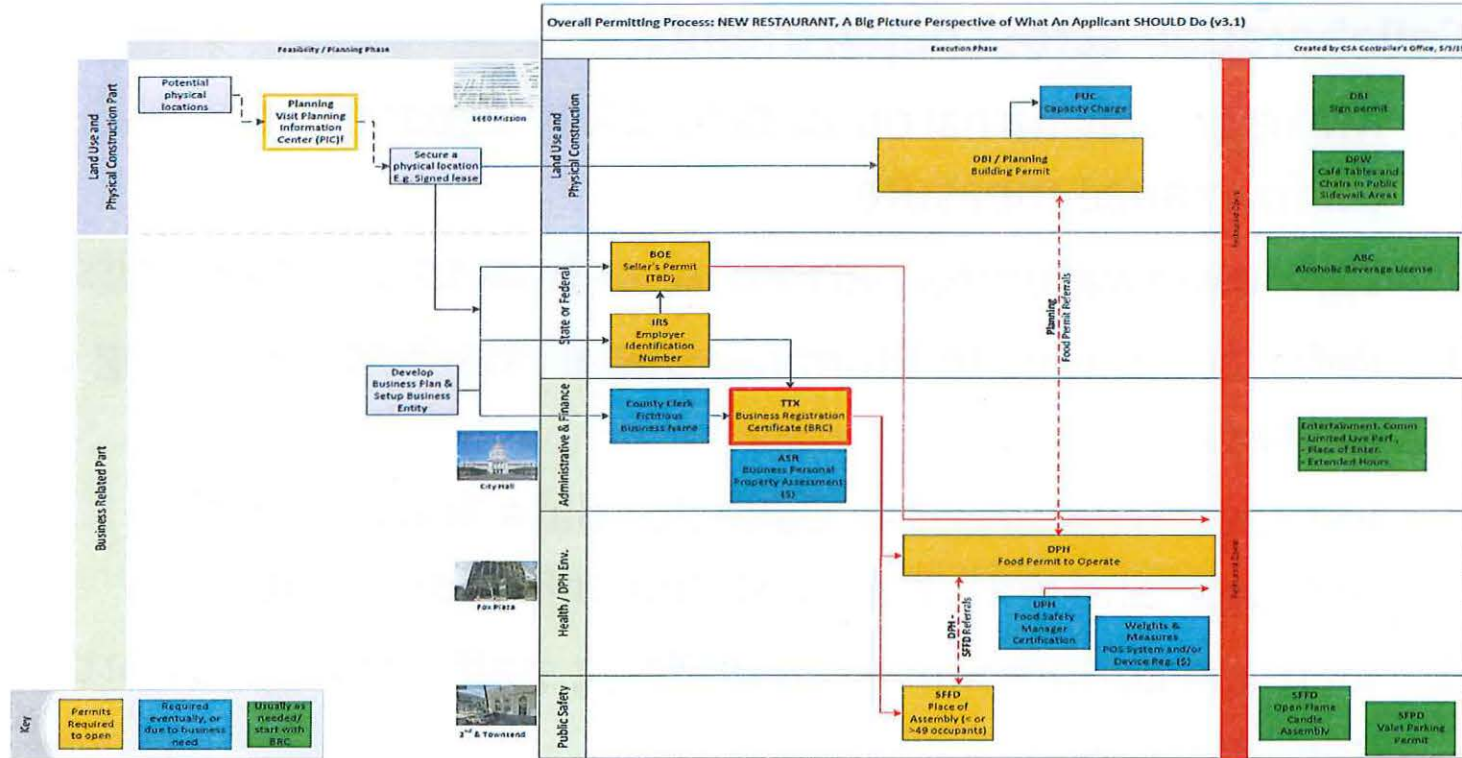 Overall Permitting Process: NEW RESTAURANT, A Big Picture Perspective of What An Applicant SHOULD Do (v3.1)
Feasibility / Planning Phase
Execution Phase
Created by CSA Controller's Office,
Land Use and
Physical Construction Part
Potential
physical
locations
Planning
Visit Planning
Information
Center (PIC)!
1660 Mission
Secure a
physical location
E.g. Signed lease
Land Use and
Physical Construction
PUC
Capacity Charge
DBI / Planning
Building Permit
DBI
Sign permit
DPW
Café Tables and
Chairs in Public
Sidewalk Areas
Business Related Part
State or Federal
BOE
Seller's Permit
(TBD)
IRS
Employer
Identification
Number
Planning
Food Permit Referrals
ABC
Alcoholic Beverage License
Develop
Business Plan &
Setup Business
Entity
City Hall
Administrative & Finance
County Clerk
Fictitious
Business Name
TTX
Business Registration
Certificate (BRC)
ASR
Business Personal
Property Assessment
($)
Entertainment. Comm
- Limited Live Perf.,
- Place of Enter.
- Extended Hours
Fox Plaza
Health / DPH Env.
DPH
Food Permit to Operate
DPH -
SFFD Referrals
DPH
Food Safety
Manager
Certification
Weights &
Measures
POS System and/or
Device Reg. ($)
2nd & Townsend
Public Safety
SFFD
Place of
Assembly (< or
>49 occupants)
SFFD
Open Flame
Candle
Assembly
SFPD
Valet Parking
Permit
Key
Permits
Required
to open
Required
eventually, or
due to business
need
Usually as
needed/
start with
BRC